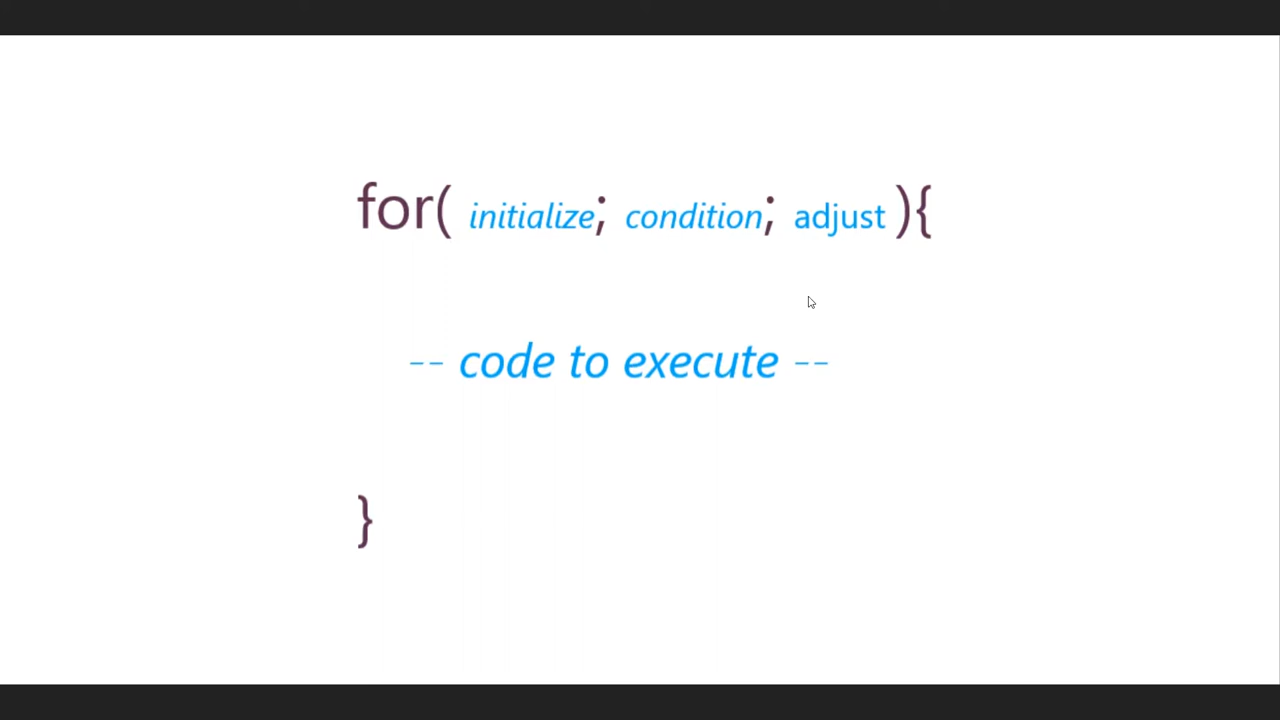 for( initialize; condition; adjust ){
-- code to execute --
}